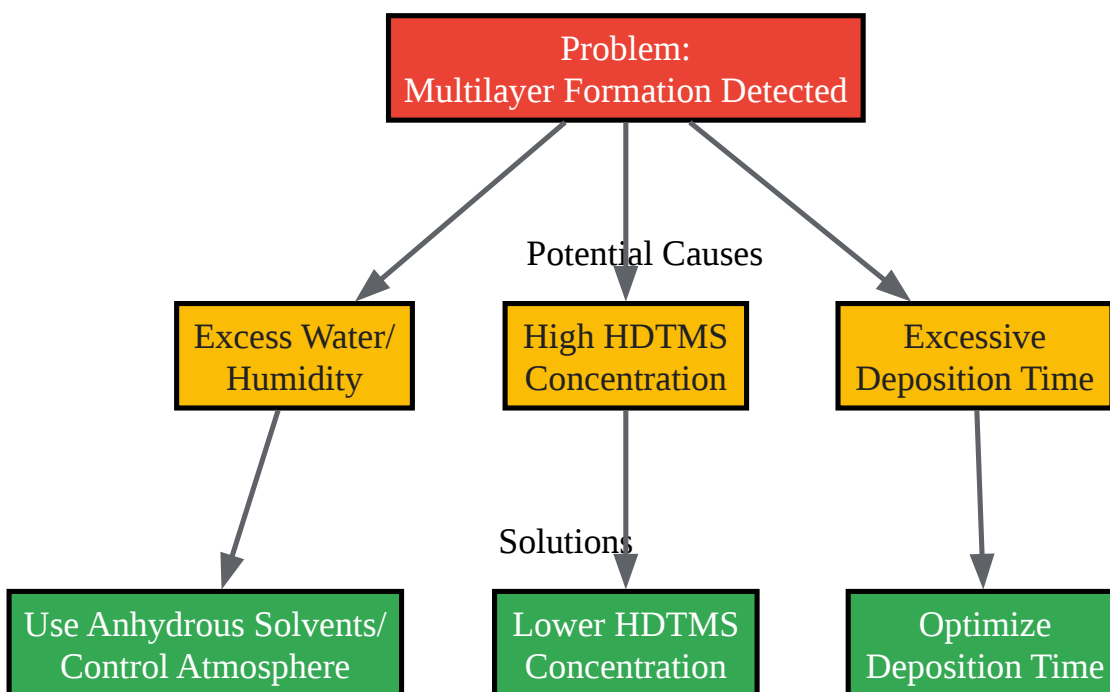 Problem:
Multilayer Formation Detected
Potential Causes
Excess Water/
Humidity
High HDTMS
Concentration
Excessive
Deposition Time
Solutions
Use Anhydrous Solvents/
Control Atmosphere
Lower HDTMS
Concentration
Optimize
Deposition Time